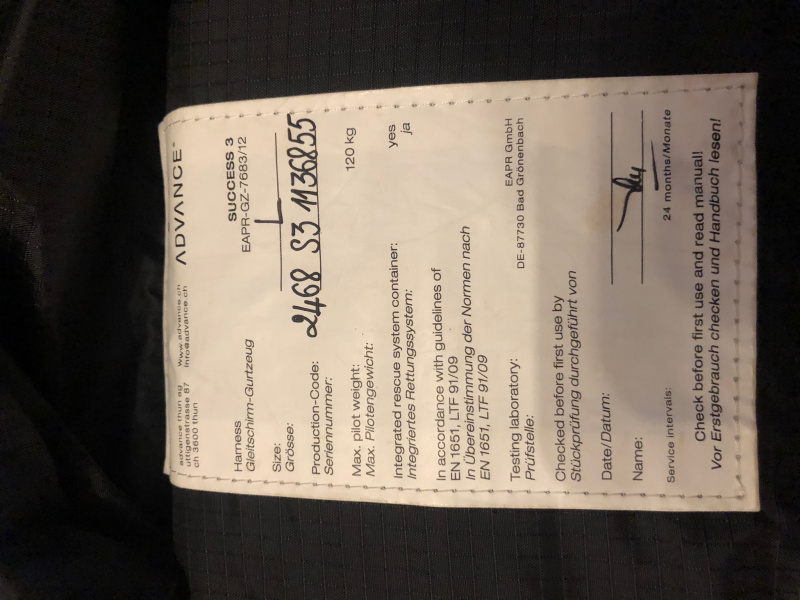 advance thun ag www.advance.ch ADVANCE
uttigenstrasse 87 info@advance.ch
ch 3600 thun
Harness SUCCESS 3
Gleitschirm-Gurtzeug EAPR-GZ-7683/12
Size: L
Grösse:
Production-Code: 2468 S3 1136855
Seriennummer:
Max. pilot weight: 120 kg
Max. Pilotengewicht:
Integrated rescue system container: yes
Integriertes Rettungssystem: ja
In accordance with guidelines of
EN 1651, LTF 91/09
In Übereinstimmung der Normen nach
EN 1651, LTF 91/09
Testing laboratory: EAPR GmbH
Prüfstelle: DE-87730 Bad Grönenbach
Checked before first use by
Stückprüfung durchgeführt von
Date/Datum:
Name:
Service intervals: 24 months/Monate
Check before first use and read manual!
Vor Erstgebrauch checken und Handbuch lesen!